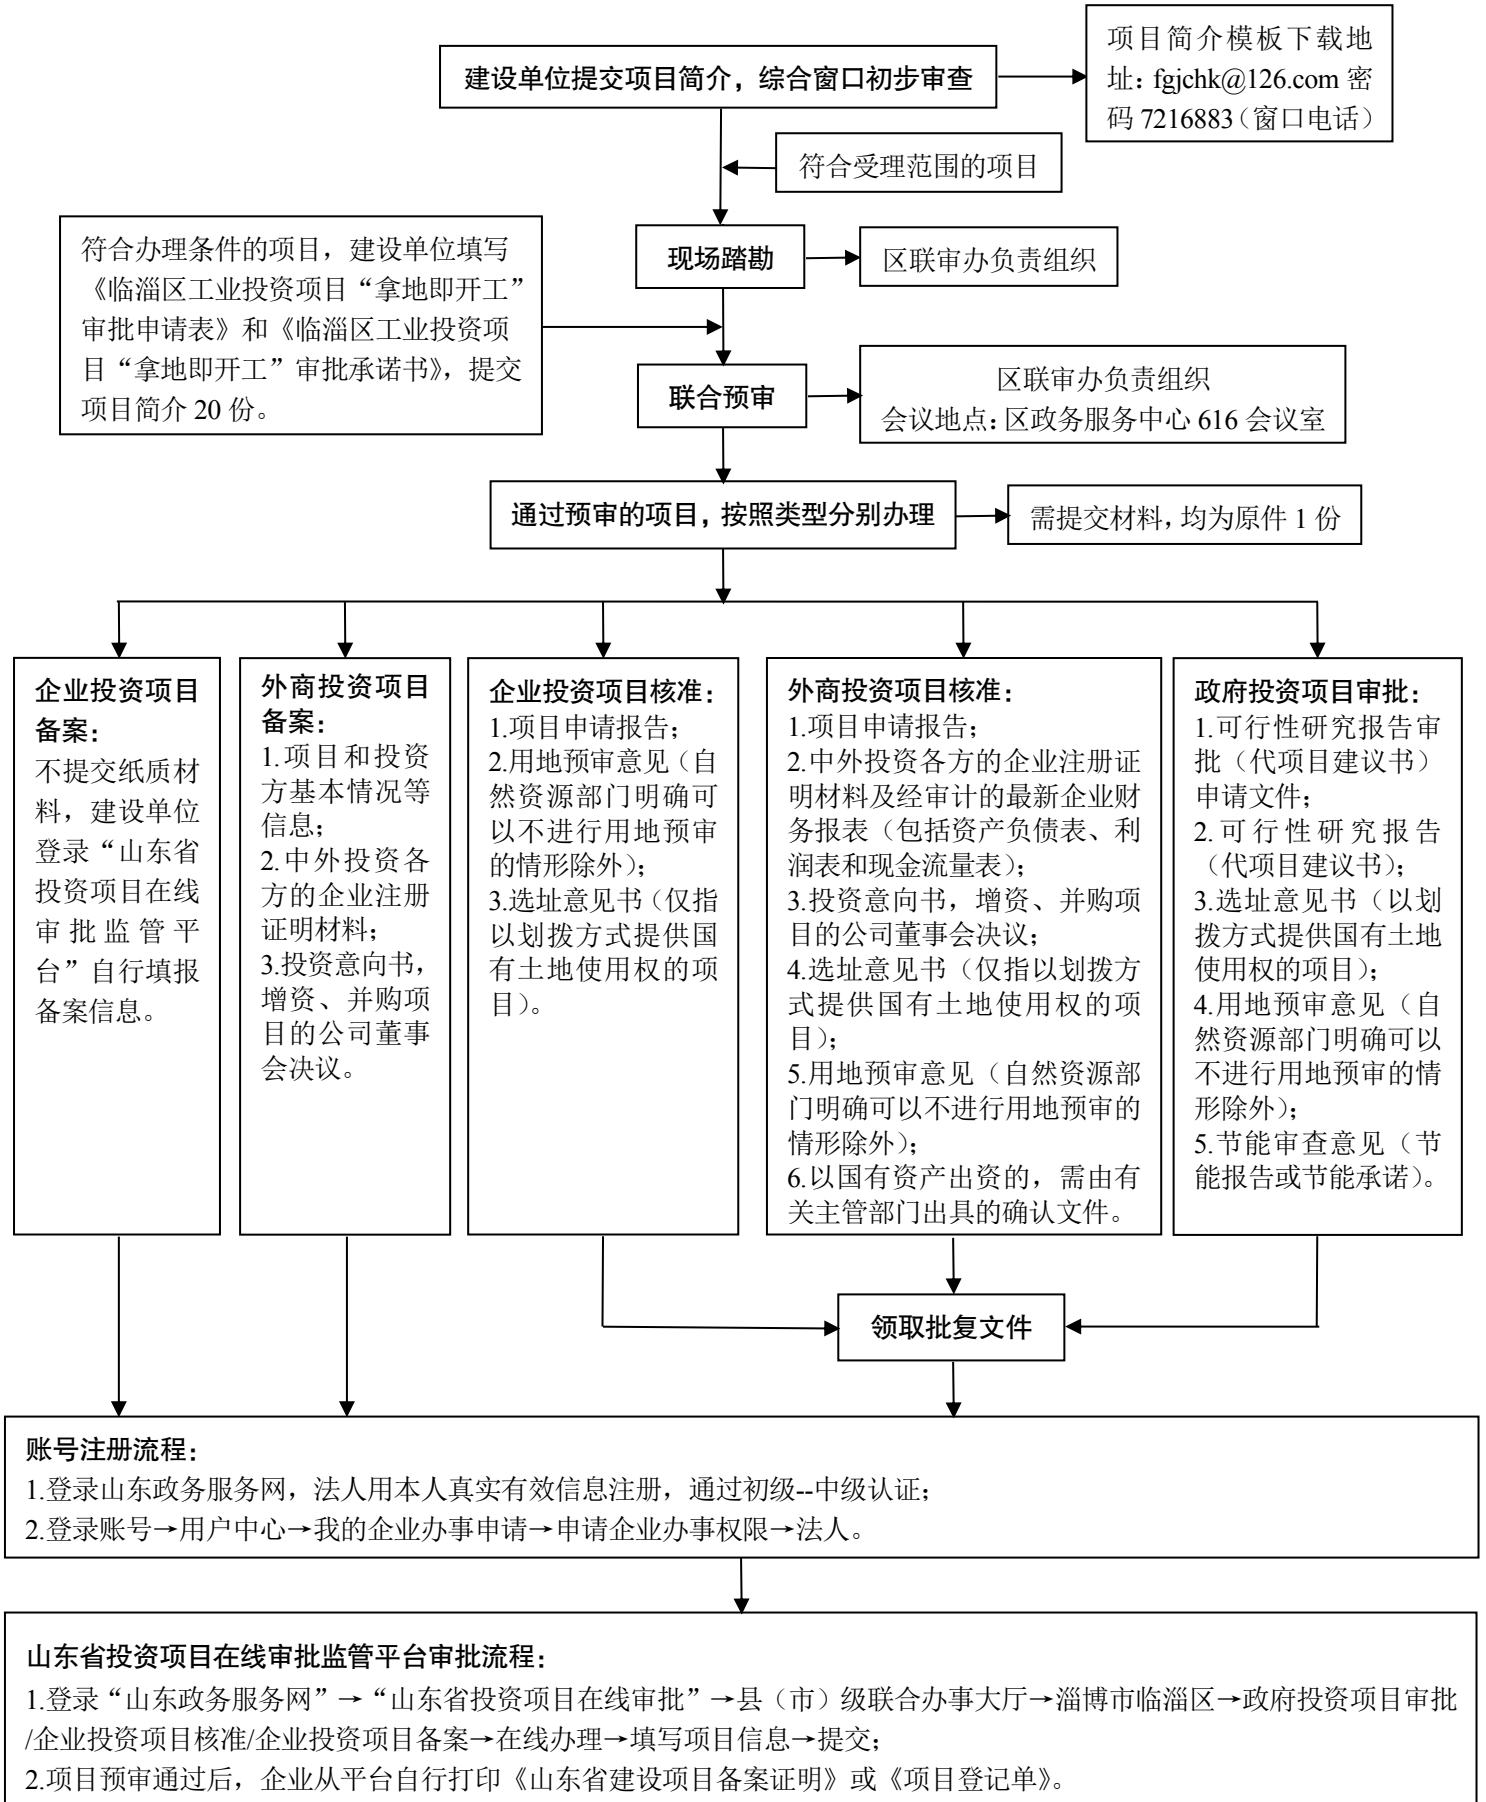 建设单位提交项目简介，综合窗口初步审查
项目简介模板下载地
址：fgjchk@126.com 密
码 7216883（窗口电话）
符合受理范围的项目
现场踏勘
区联审办负责组织
符合办理条件的项目，建设单位填写
《临淄区工业投资项目“拿地即开工”
审批申请表》和《临淄区工业投资项
目“拿地即开工”审批承诺书》，提交
项目简介 20 份。
联合预审
区联审办负责组织
会议地点：区政务服务中心 616 会议室
通过预审的项目，按照类型分别办理
需提交材料，均为原件 1 份
企业投资项目
备案：
不提交纸质材
料，建设单位
登录“山东省
投资项目在线
审批监管平
台”自行填报
备案信息。
外商投资项目
备案：
1.项目和投资
方基本情况等
信息；
2.中外投资各
方的企业注册
证明材料；
3.投资意向书，
增资、并购项
目的公司董事
会决议。
企业投资项目核准：
1.项目申请报告；
2.用地预审意见（自
然资源部门明确可
以不进行用地预审
的情形除外）；
3.选址意见书（仅指
以划拨方式提供国
有土地使用权的项
目）。
外商投资项目核准：
1.项目申请报告；
2.中外投资各方的企业注册证
明材料及经审计的最新企业财
务报表（包括资产负债表、利
润表和现金流量表）；
3.投资意向书，增资、并购项
目的公司董事会决议；
4.选址意见书（仅指以划拨方
式提供国有土地使用权的项
目）；
5.用地预审意见（自然资源部
门明确可以不进行用地预审的
情形除外）；
6.以国有资产出资的，需由有
关主管部门出具的确认文件。
政府投资项目审批：
1.可行性研究报告审
批（代项目建议书）
申请文件；
2.可行性研究报告
（代项目建议书）；
3.选址意见书（以划
拨方式提供国有土地
使用权的项目）；
4.用地预审意见（自
然资源部门明确可以
不进行用地预审的情
形除外）；
5.节能审查意见（节
能报告或节能承诺）。
领取批复文件
账号注册流程：
1.登录山东政务服务网，法人用本人真实有效信息注册，通过初级--中级认证；
2.登录账号→用户中心→我的企业办事申请→申请企业办事权限→法人。
山东省投资项目在线审批监管平台审批流程：
1.登录“山东政务服务网”→“山东省投资项目在线审批”→县（市）级联合办事大厅→淄博市临淄区→政府投资项目审批
/企业投资项目核准/企业投资项目备案→在线办理→填写项目信息→提交；
2.项目预审通过后，企业从平台自行打印《山东省建设项目备案证明》或《项目登记单》。